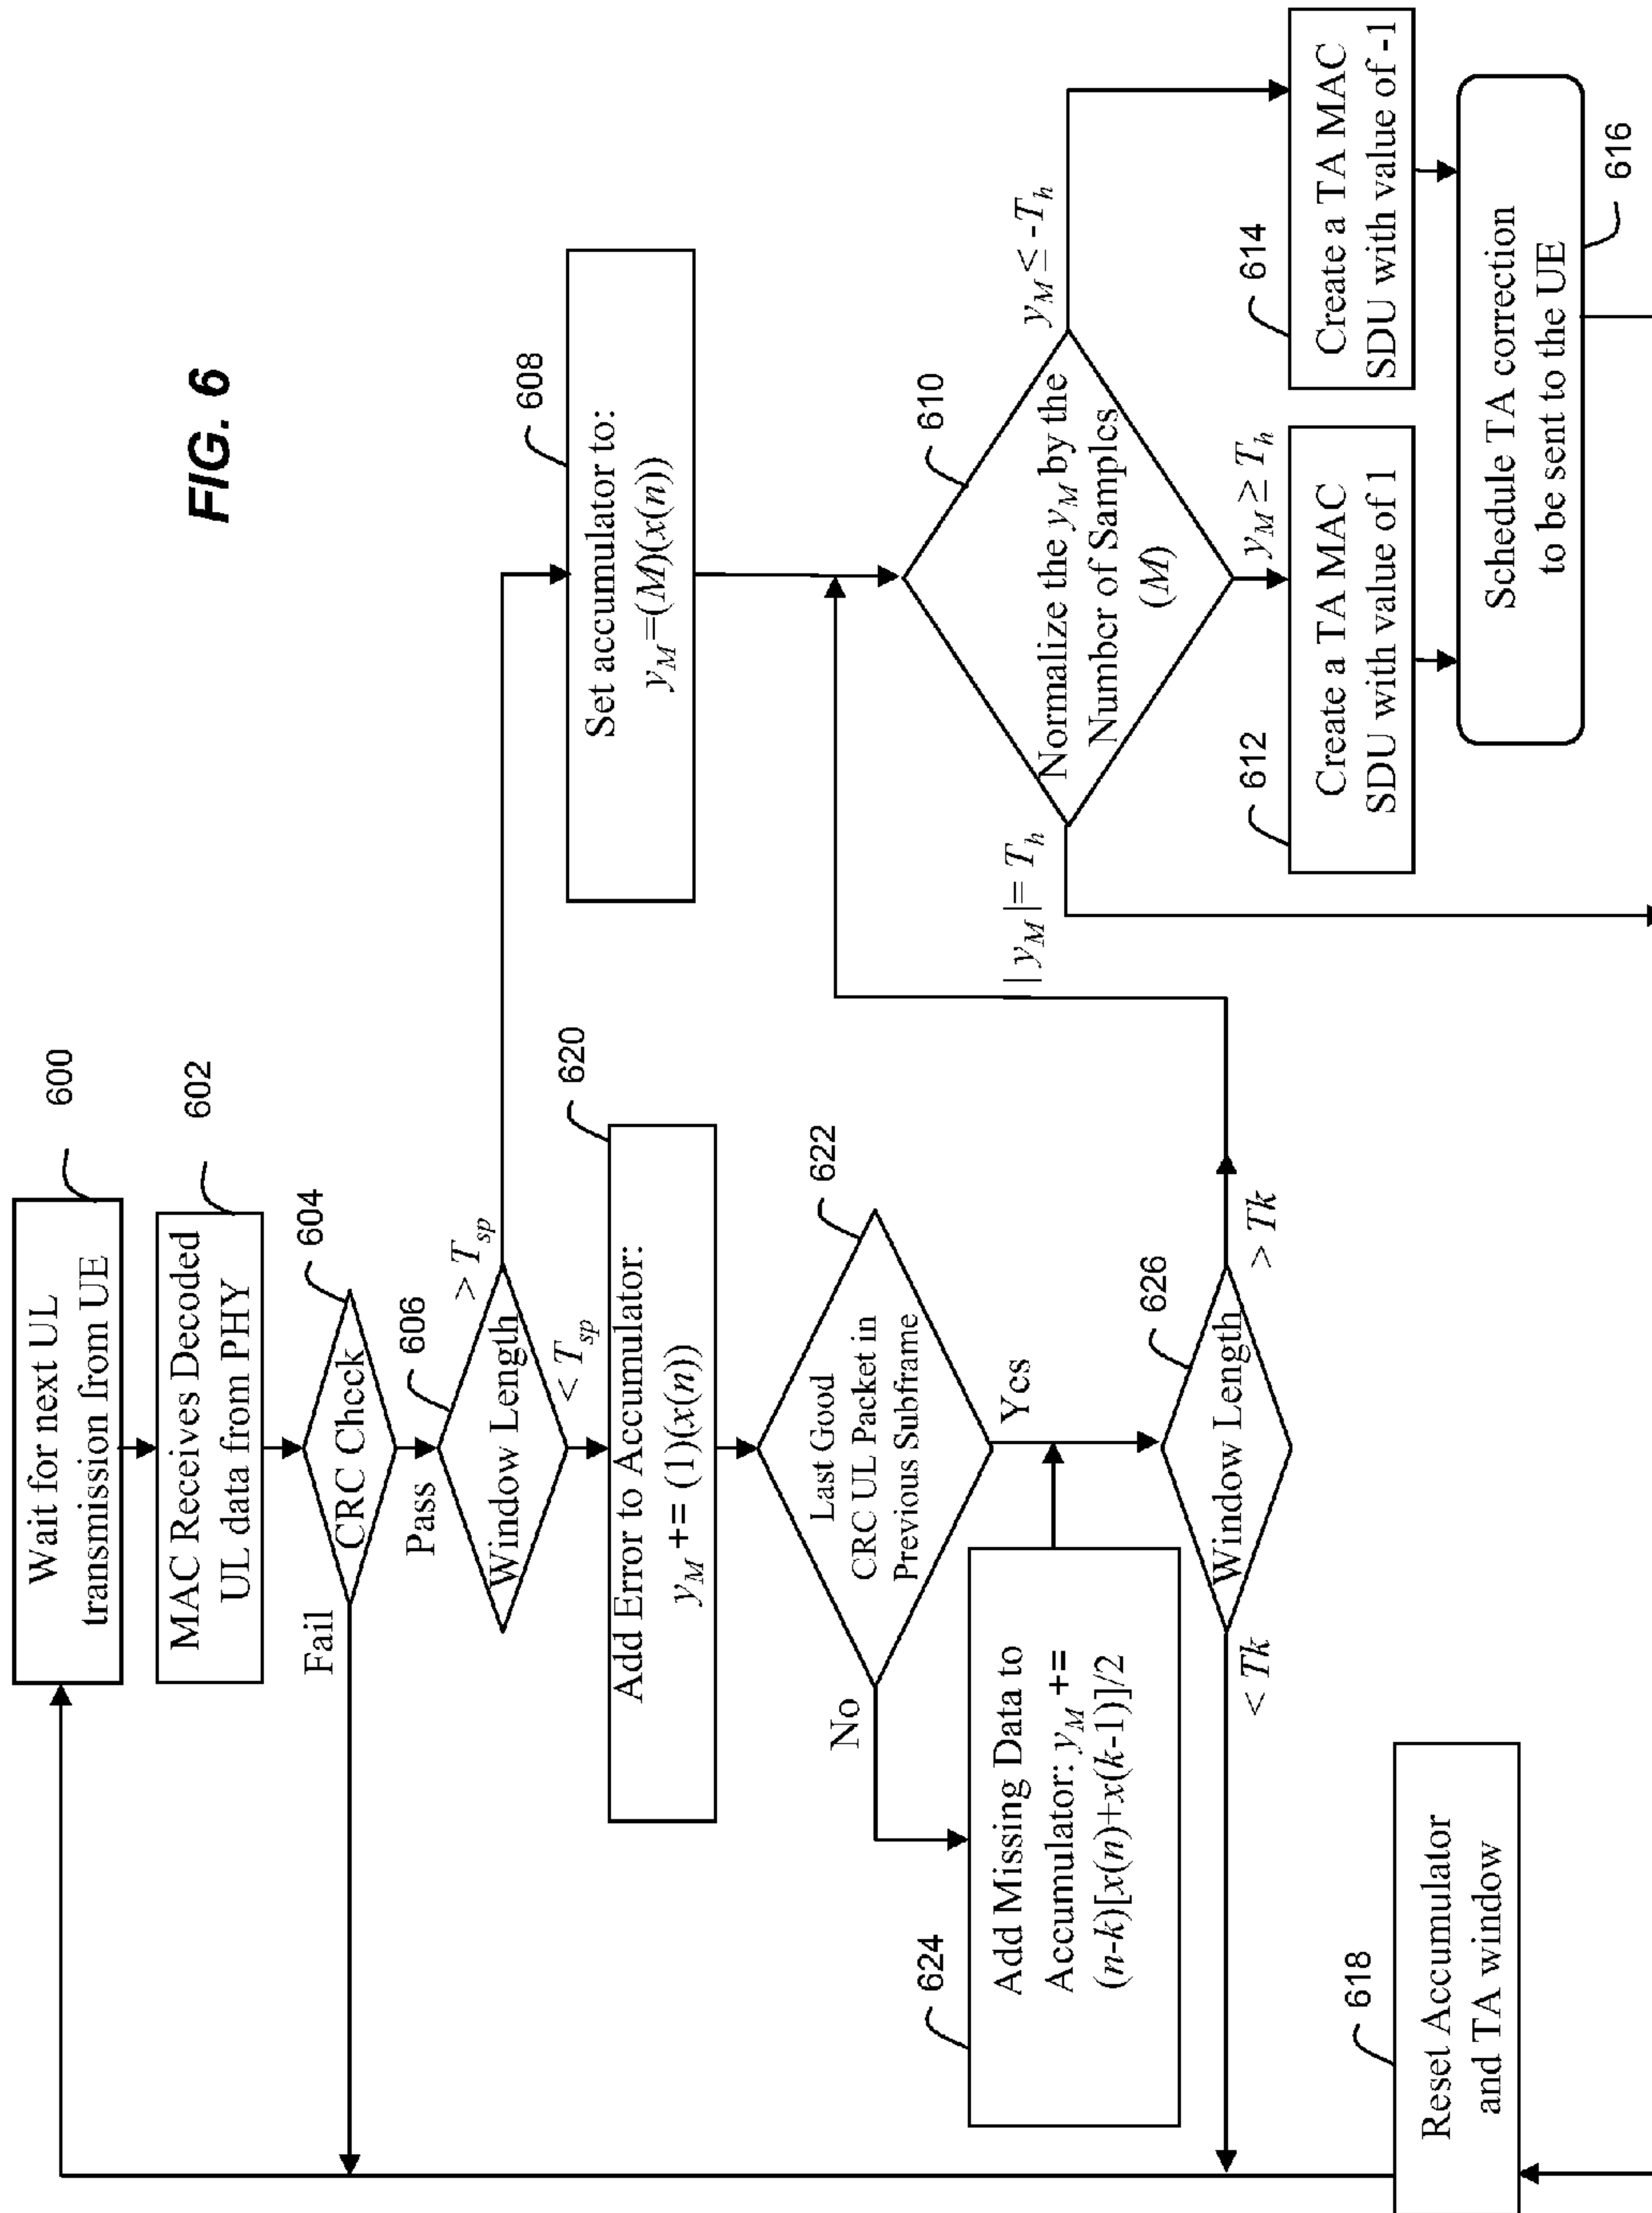 FIG. 6
600
Wait for next UL
transmission from UE
602
MAC Receives Decoded
UL data from PHY
604
CRC Check
Fail
Pass
606
Window Length
> T_sp
< T_sp
608
Set accumulator to:
y_M=(M)(x(n))
620
Add Error to Accumulator:
y_M += (1)(x(n))
622
Last Good
CRC UL Packet in
Previous Subframe
No
Yes
624
Add Missing Data to
Accumulator: y_M +=
(n-k)[x(n)+x(k-1)]/2
626
Window Length
< Tk
> Tk
610
Normalize the y_M by the
Number of Samples
(M)
||y_M|= T_h
y_M ≥ T_h
y_M ≤ -T_h
612
Create a TA MAC
SDU with value of 1
614
Create a TA MAC
SDU with value of -1
Schedule TA correction
to be sent to the UE
616
618
Reset Accumulator
and TA window